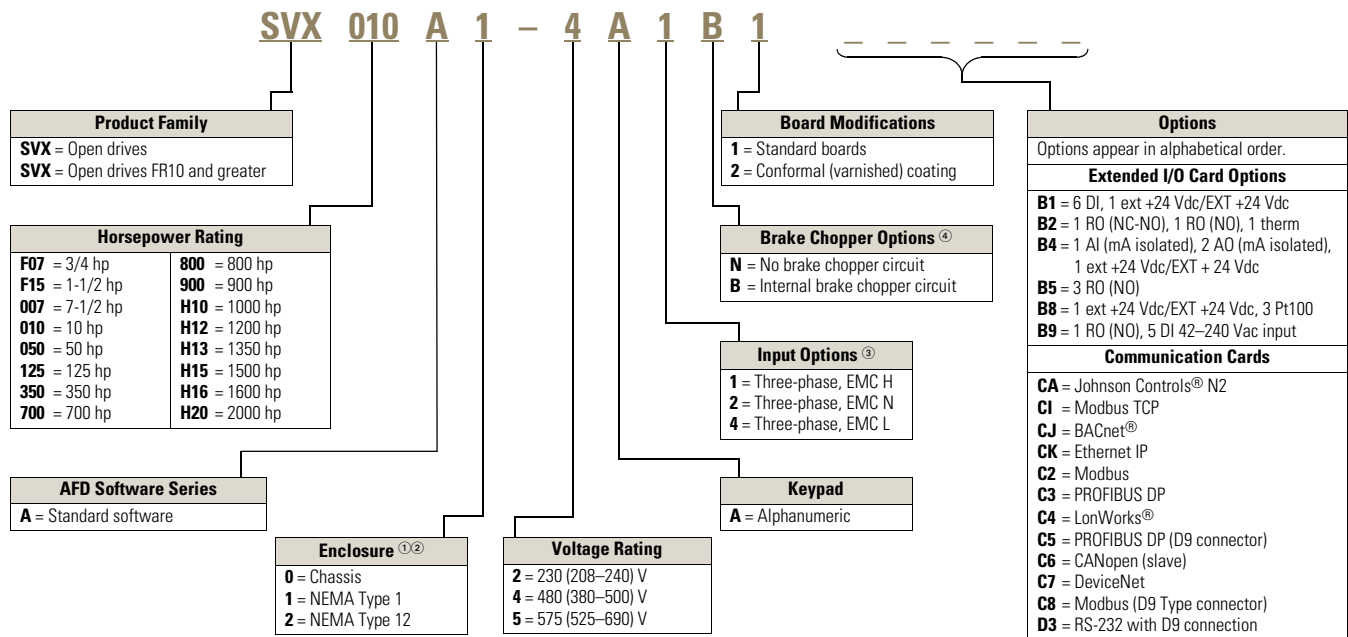 SVX 010 A 1 – 4 A 1 B 1 _ _ _ _ _ _
Product Family
SVX = Open drives
SVX = Open drives FR10 and greater
Horsepower Rating
F07 = 3/4 hp
F15 = 1-1/2 hp
007 = 7-1/2 hp
010 = 10 hp
050 = 50 hp
125 = 125 hp
350 = 350 hp
700 = 700 hp
800 = 800 hp
900 = 900 hp
H10 = 1000 hp
H12 = 1200 hp
H13 = 1350 hp
H15 = 1500 hp
H16 = 1600 hp
H20 = 2000 hp
AFD Software Series
A = Standard software
Enclosure ①②
0 = Chassis
1 = NEMA Type 1
2 = NEMA Type 12
Voltage Rating
2 = 230 (208–240) V
4 = 480 (380–500) V
5 = 575 (525–690) V
Board Modifications
1 = Standard boards
2 = Conformal (varnished) coating
Brake Chopper Options ④
N = No brake chopper circuit
B = Internal brake chopper circuit
Input Options ③
1 = Three-phase, EMC H
2 = Three-phase, EMC N
4 = Three-phase, EMC L
Keypad
A = Alphanumeric
Options
Options appear in alphabetical order.
Extended I/O Card Options
B1 = 6 DI, 1 ext +24 Vdc/EXT +24 Vdc
B2 = 1 RO (NC-NO), 1 RO (NO), 1 therm
B4 = 1 AI (mA isolated), 2 AO (mA isolated),
1 ext +24 Vdc/EXT + 24 Vdc
B5 = 3 RO (NO)
B8 = 1 ext +24 Vdc/EXT +24 Vdc, 3 Pt100
B9 = 1 RO (NO), 5 DI 42–240 Vac input
Communication Cards
CA = Johnson Controls® N2
CI = Modbus TCP
CJ = BACnet®
CK = Ethernet IP
C2 = Modbus
C3 = PROFIBUS DP
C4 = LonWorks®
C5 = PROFIBUS DP (D9 connector)
C6 = CANopen (slave)
C7 = DeviceNet
C8 = Modbus (D9 Type connector)
D3 = RS-232 with D9 connection